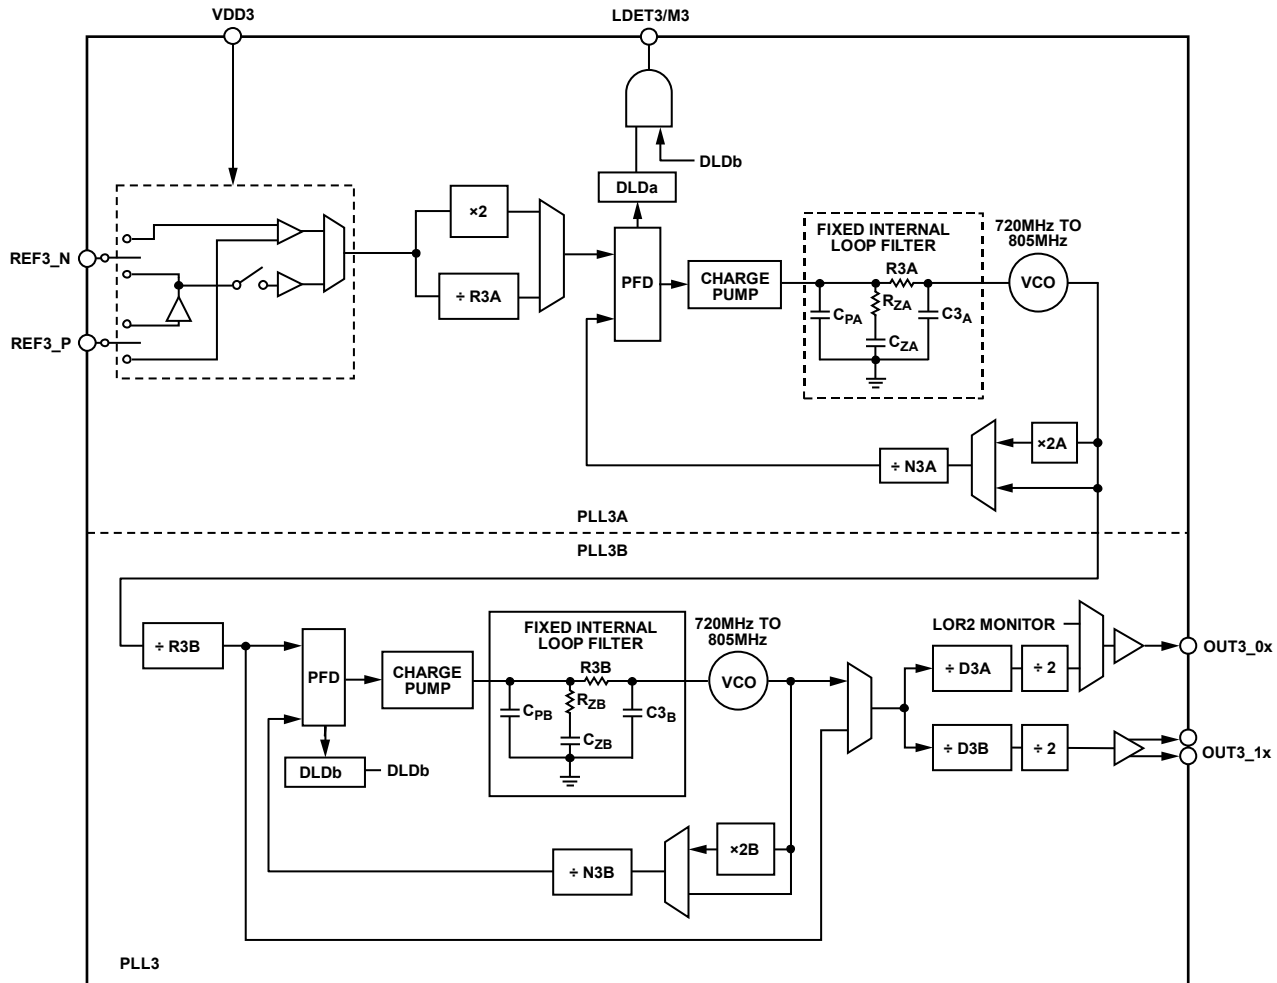 VDD3
LDET3/M3
DLDb
DLDa
×2
÷ R3A
REF3_N
REF3_P
PFD
CHARGE
PUMP
FIXED INTERNAL
LOOP FILTER
R3A
RZA
CPA
CZA
C3A
720MHz TO
805MHz
VCO
×2A
÷ N3A
PLL3A
PLL3B
÷ R3B
PFD
DLDb
DLDb
CHARGE
PUMP
FIXED INTERNAL
LOOP FILTER
R3B
RZB
CPB
CZB
C3B
720MHz TO
805MHz
VCO
×2B
÷ N3B
LOR2 MONITOR
÷ D3A
÷ 2
OUT3_0x
÷ D3B
÷ 2
OUT3_1x
PLL3